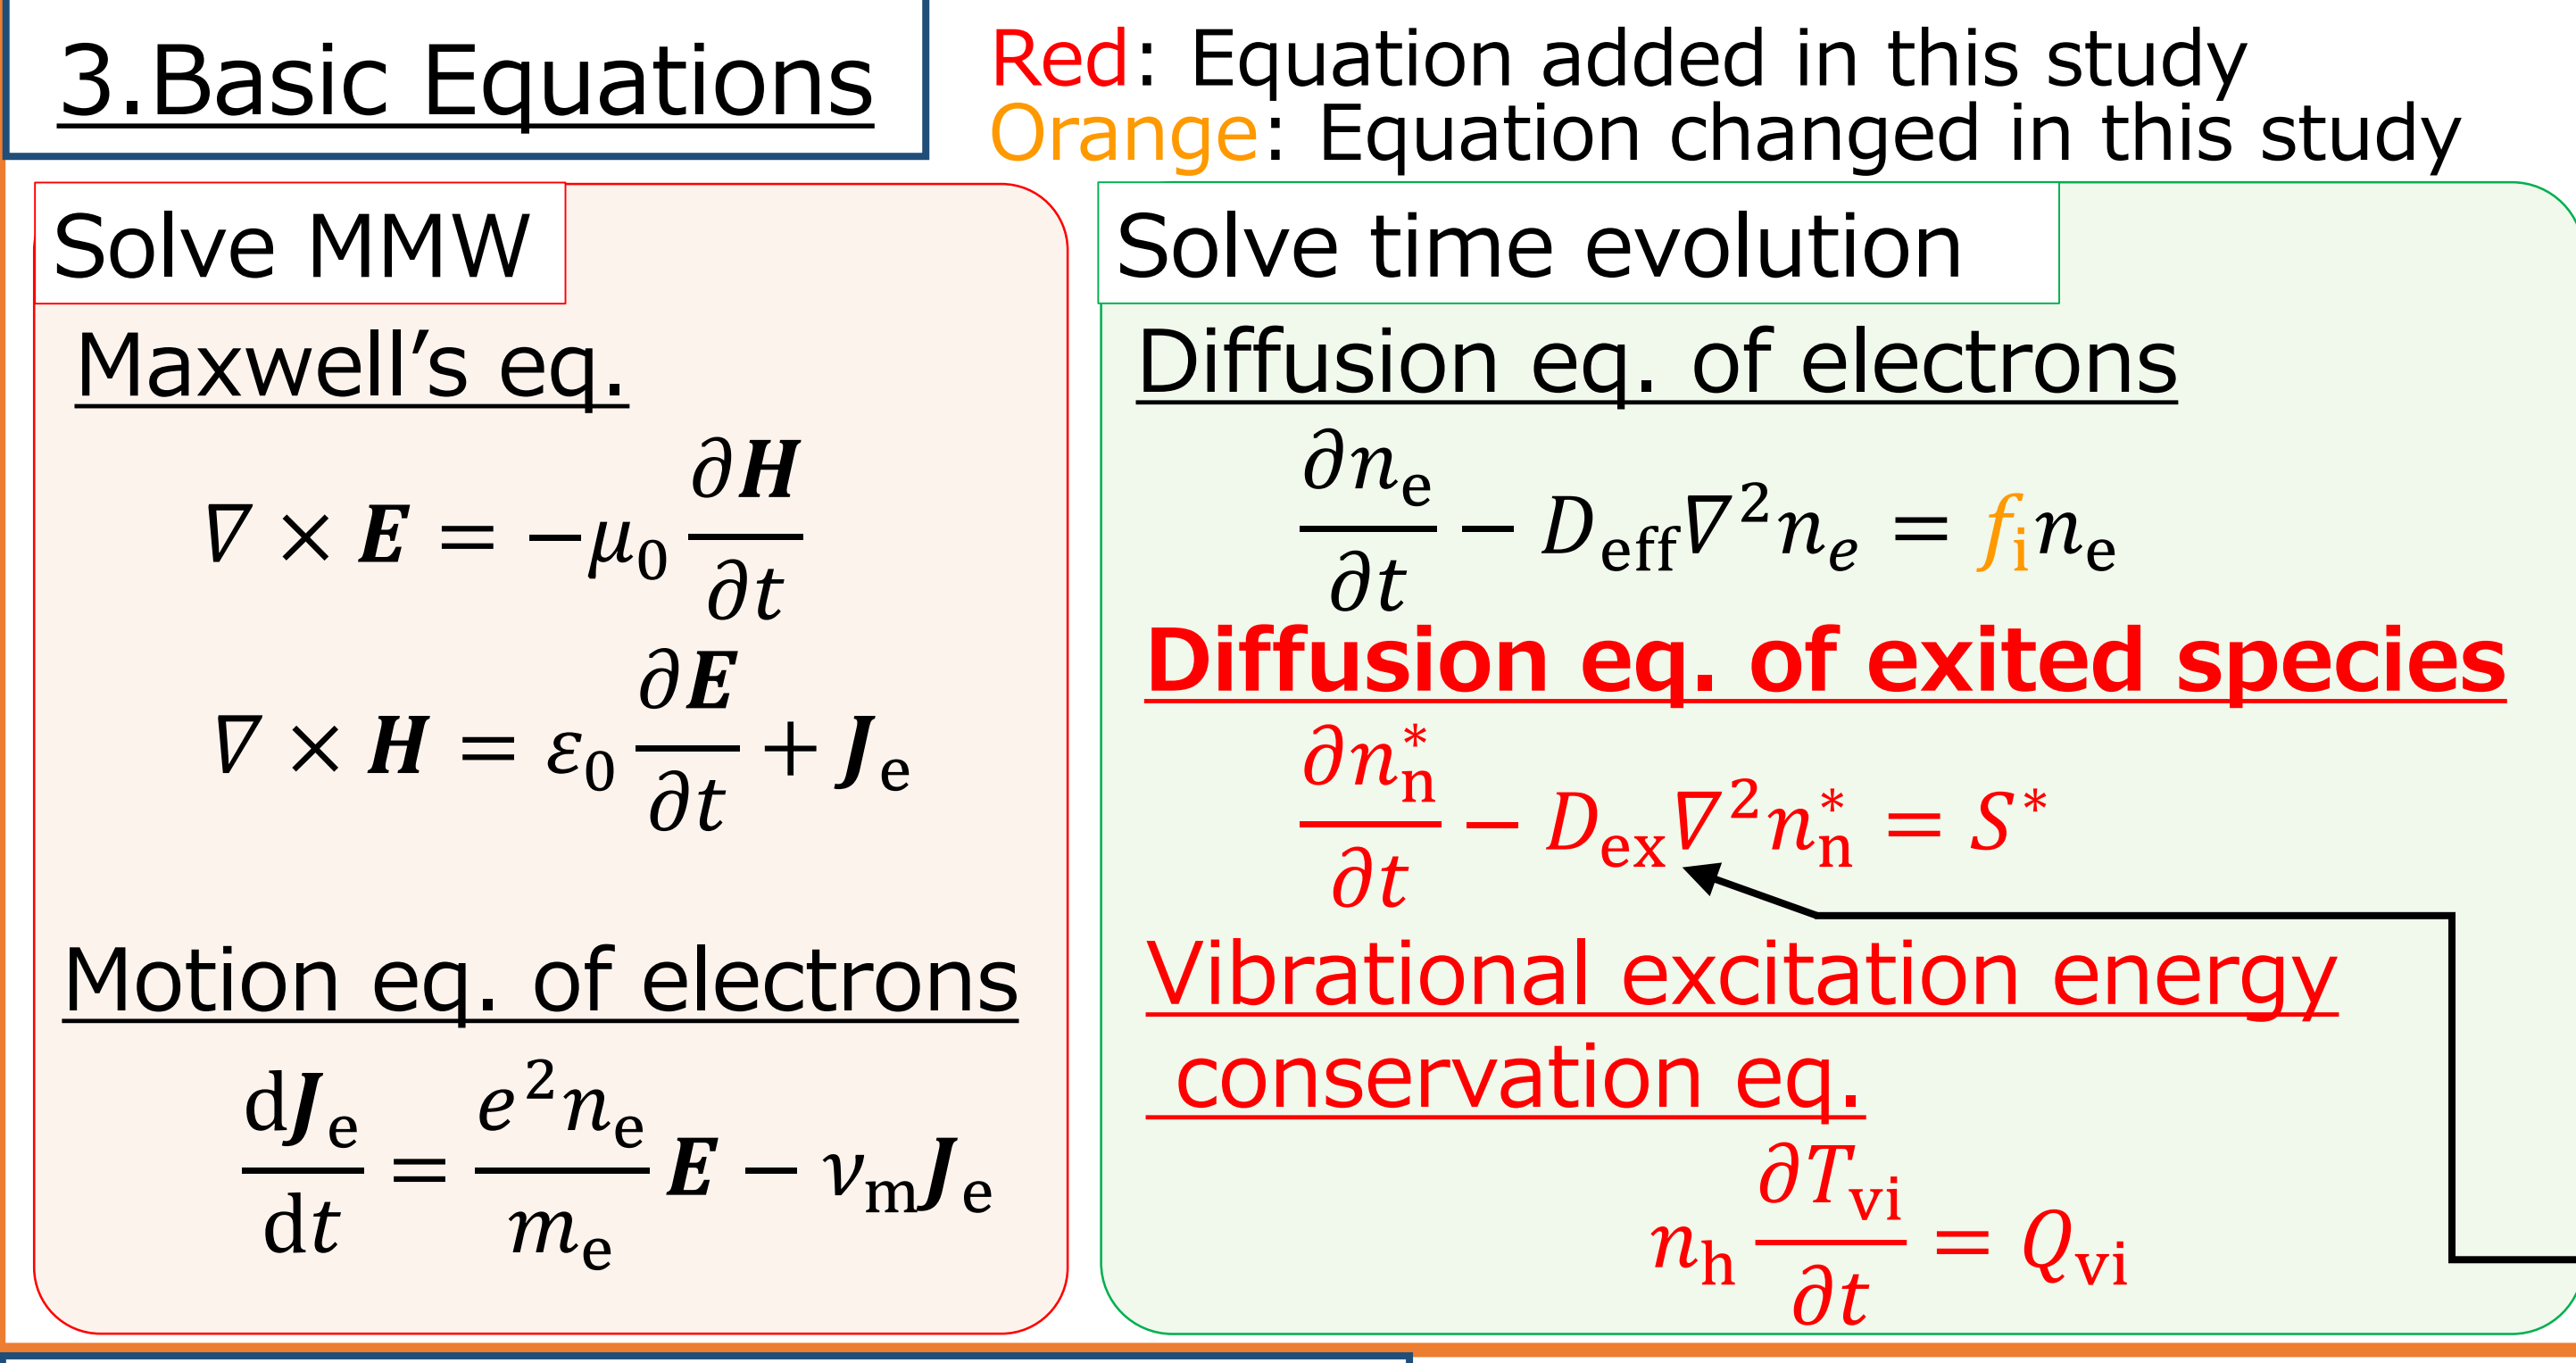 3.Basic Equations
Red: Equation added in this study
Orange: Equation changed in this study
Solve MMW
Maxwell’s eq.
∇ × E = −μ₀ ∂H/∂t
∇ × H = ε₀ ∂E/∂t + Jₑ
Motion eq. of electrons
dJₑ/dt = e²nₑ/mₑ E − νₘJₑ
Solve time evolution
Diffusion eq. of electrons
∂nₑ/∂t − D_eff∇²nₑ = fᵢnₑ
Diffusion eq. of exited species
∂n*ₙ/∂t − Dₑₓ∇²n*ₙ = S*
Vibrational excitation energy
conservation eq.
nₕ ∂Tᵥᵢ/∂t = Qᵥᵢ